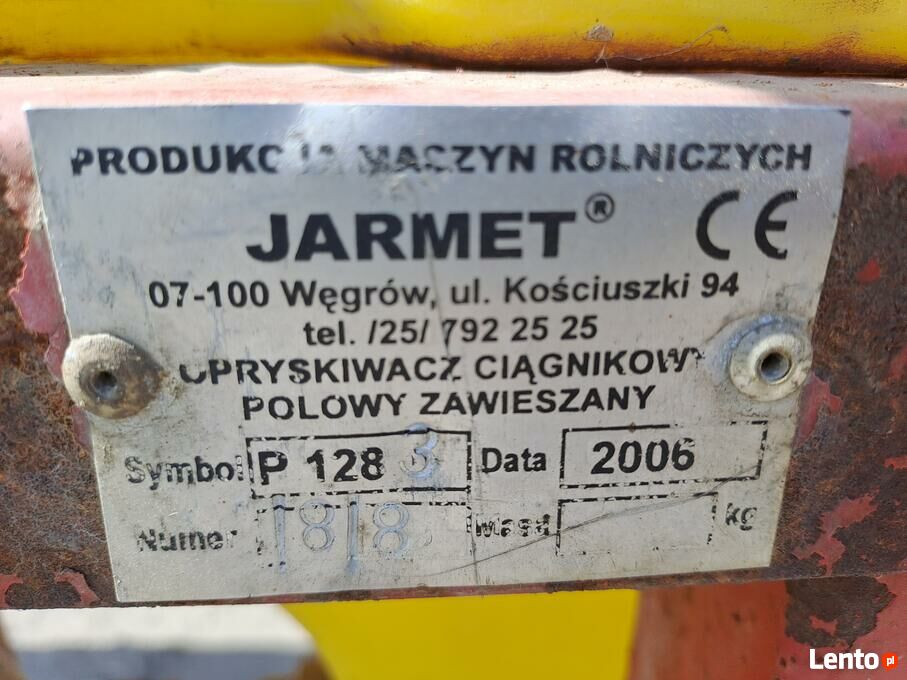 PRODUKCJA MASZYN ROLNICZYCH
JARMET® CE
07-100 Węgrów, ul. Kościuszki 94
tel. /25/ 792 25 25
OPRYSKIWACZ CIĄGNIKOWY
POLOWY ZAWIESZANY
Symbol P 128 3 Data 2006
Numer 1818 Masa kg
Lento.pl